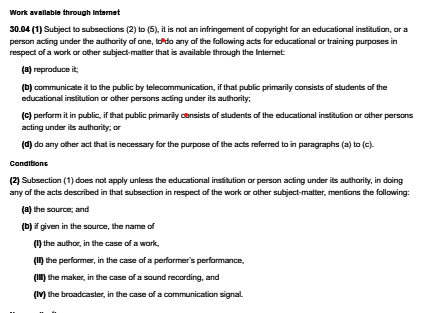 Work available through Internet
30.04 (1) Subject to subsections (2) to (5), it is not an infringement of copyright for an educational institution, or a
person acting under the authority of one, to do any of the following acts for educational or training purposes in
respect of a work or other subject-matter that is available through the Internet:
(a) reproduce it;
(b) communicate it to the public by telecommunication, if that public primarily consists of students of the
educational institution or other persons acting under its authority;
(c) perform it in public, if that public primarily consists of students of the educational institution or other persons
acting under its authority; or
(d) do any other act that is necessary for the purpose of the acts referred to in paragraphs (a) to (c).
Conditions
(2) Subsection (1) does not apply unless the educational institution or person acting under its authority, in doing
any of the acts described in that subsection in respect of the work or other subject-matter, mentions the following:
(a) the source; and
(b) if given in the source, the name of
(i) the author, in the case of a work,
(ii) the performer, in the case of a performer's performance,
(iii) the maker, in the case of a sound recording, and
(iv) the broadcaster, in the case of a communication signal.